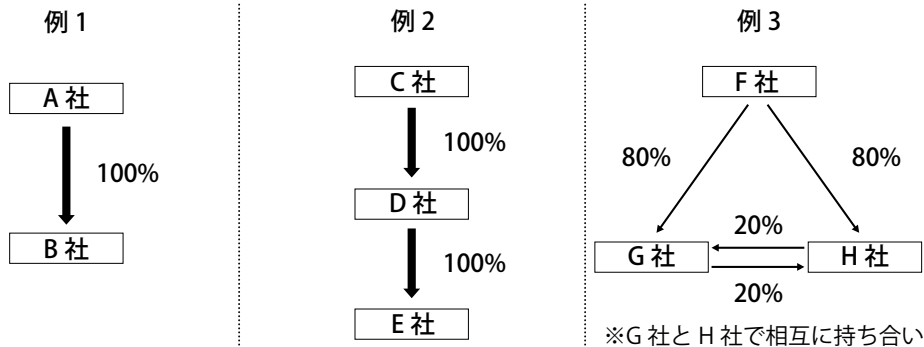 例 1
A 社
100%
B 社
例 2
C 社
100%
D 社
100%
E 社
例 3
F 社
80%
80%
20%
G 社
H 社
20%
※G 社と H 社で相互に持ち合い